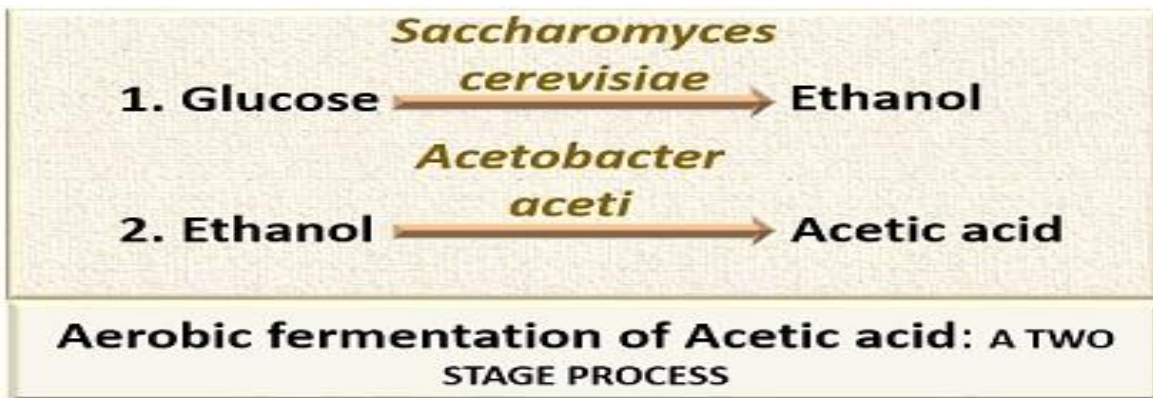 Saccharomyces
cerevisiae
1. Glucose Ethanol
Acetobacter
aceti
2. Ethanol Acetic acid
Aerobic fermentation of Acetic acid: A TWO
STAGE PROCESS